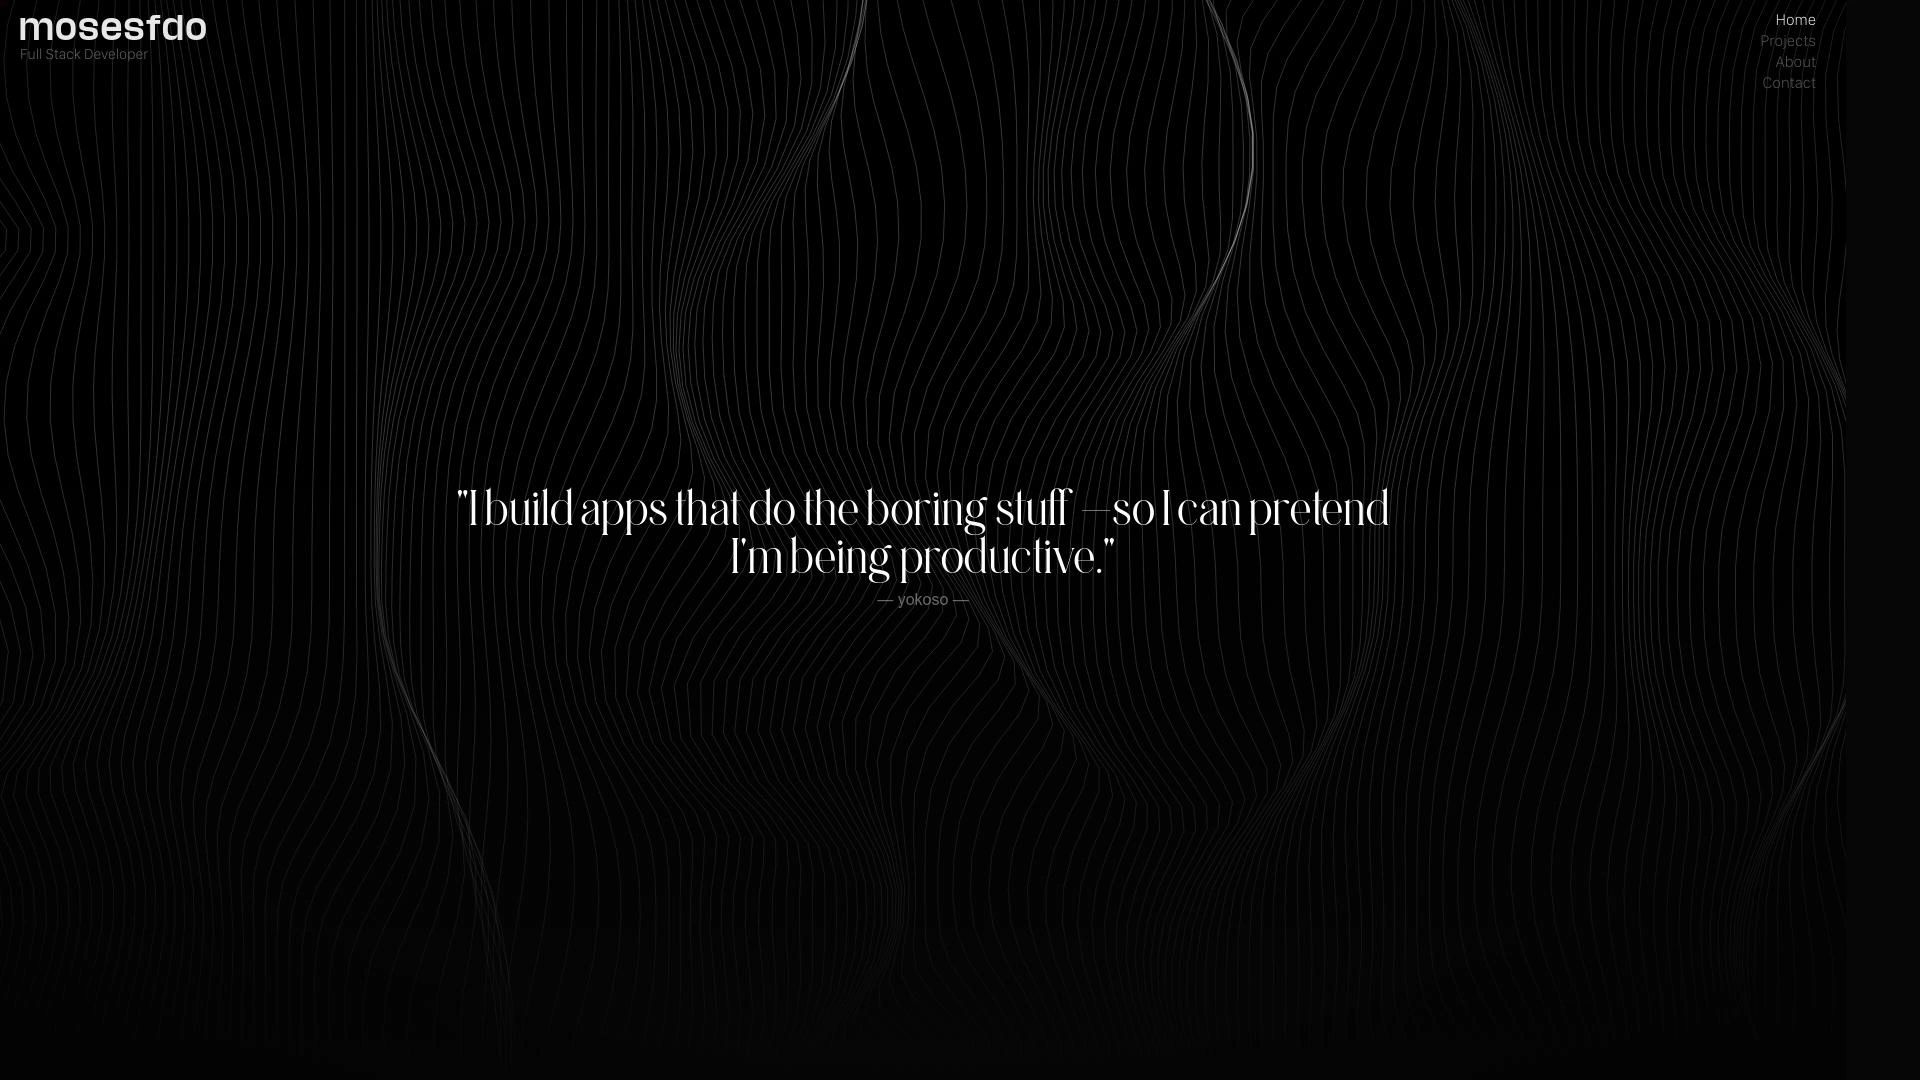 mosesfdo
Full Stack Developer
Home
Projects
About
Contact
"I build apps that do the boring stuff —so I can pretend
I'm being productive."
— yokoso —